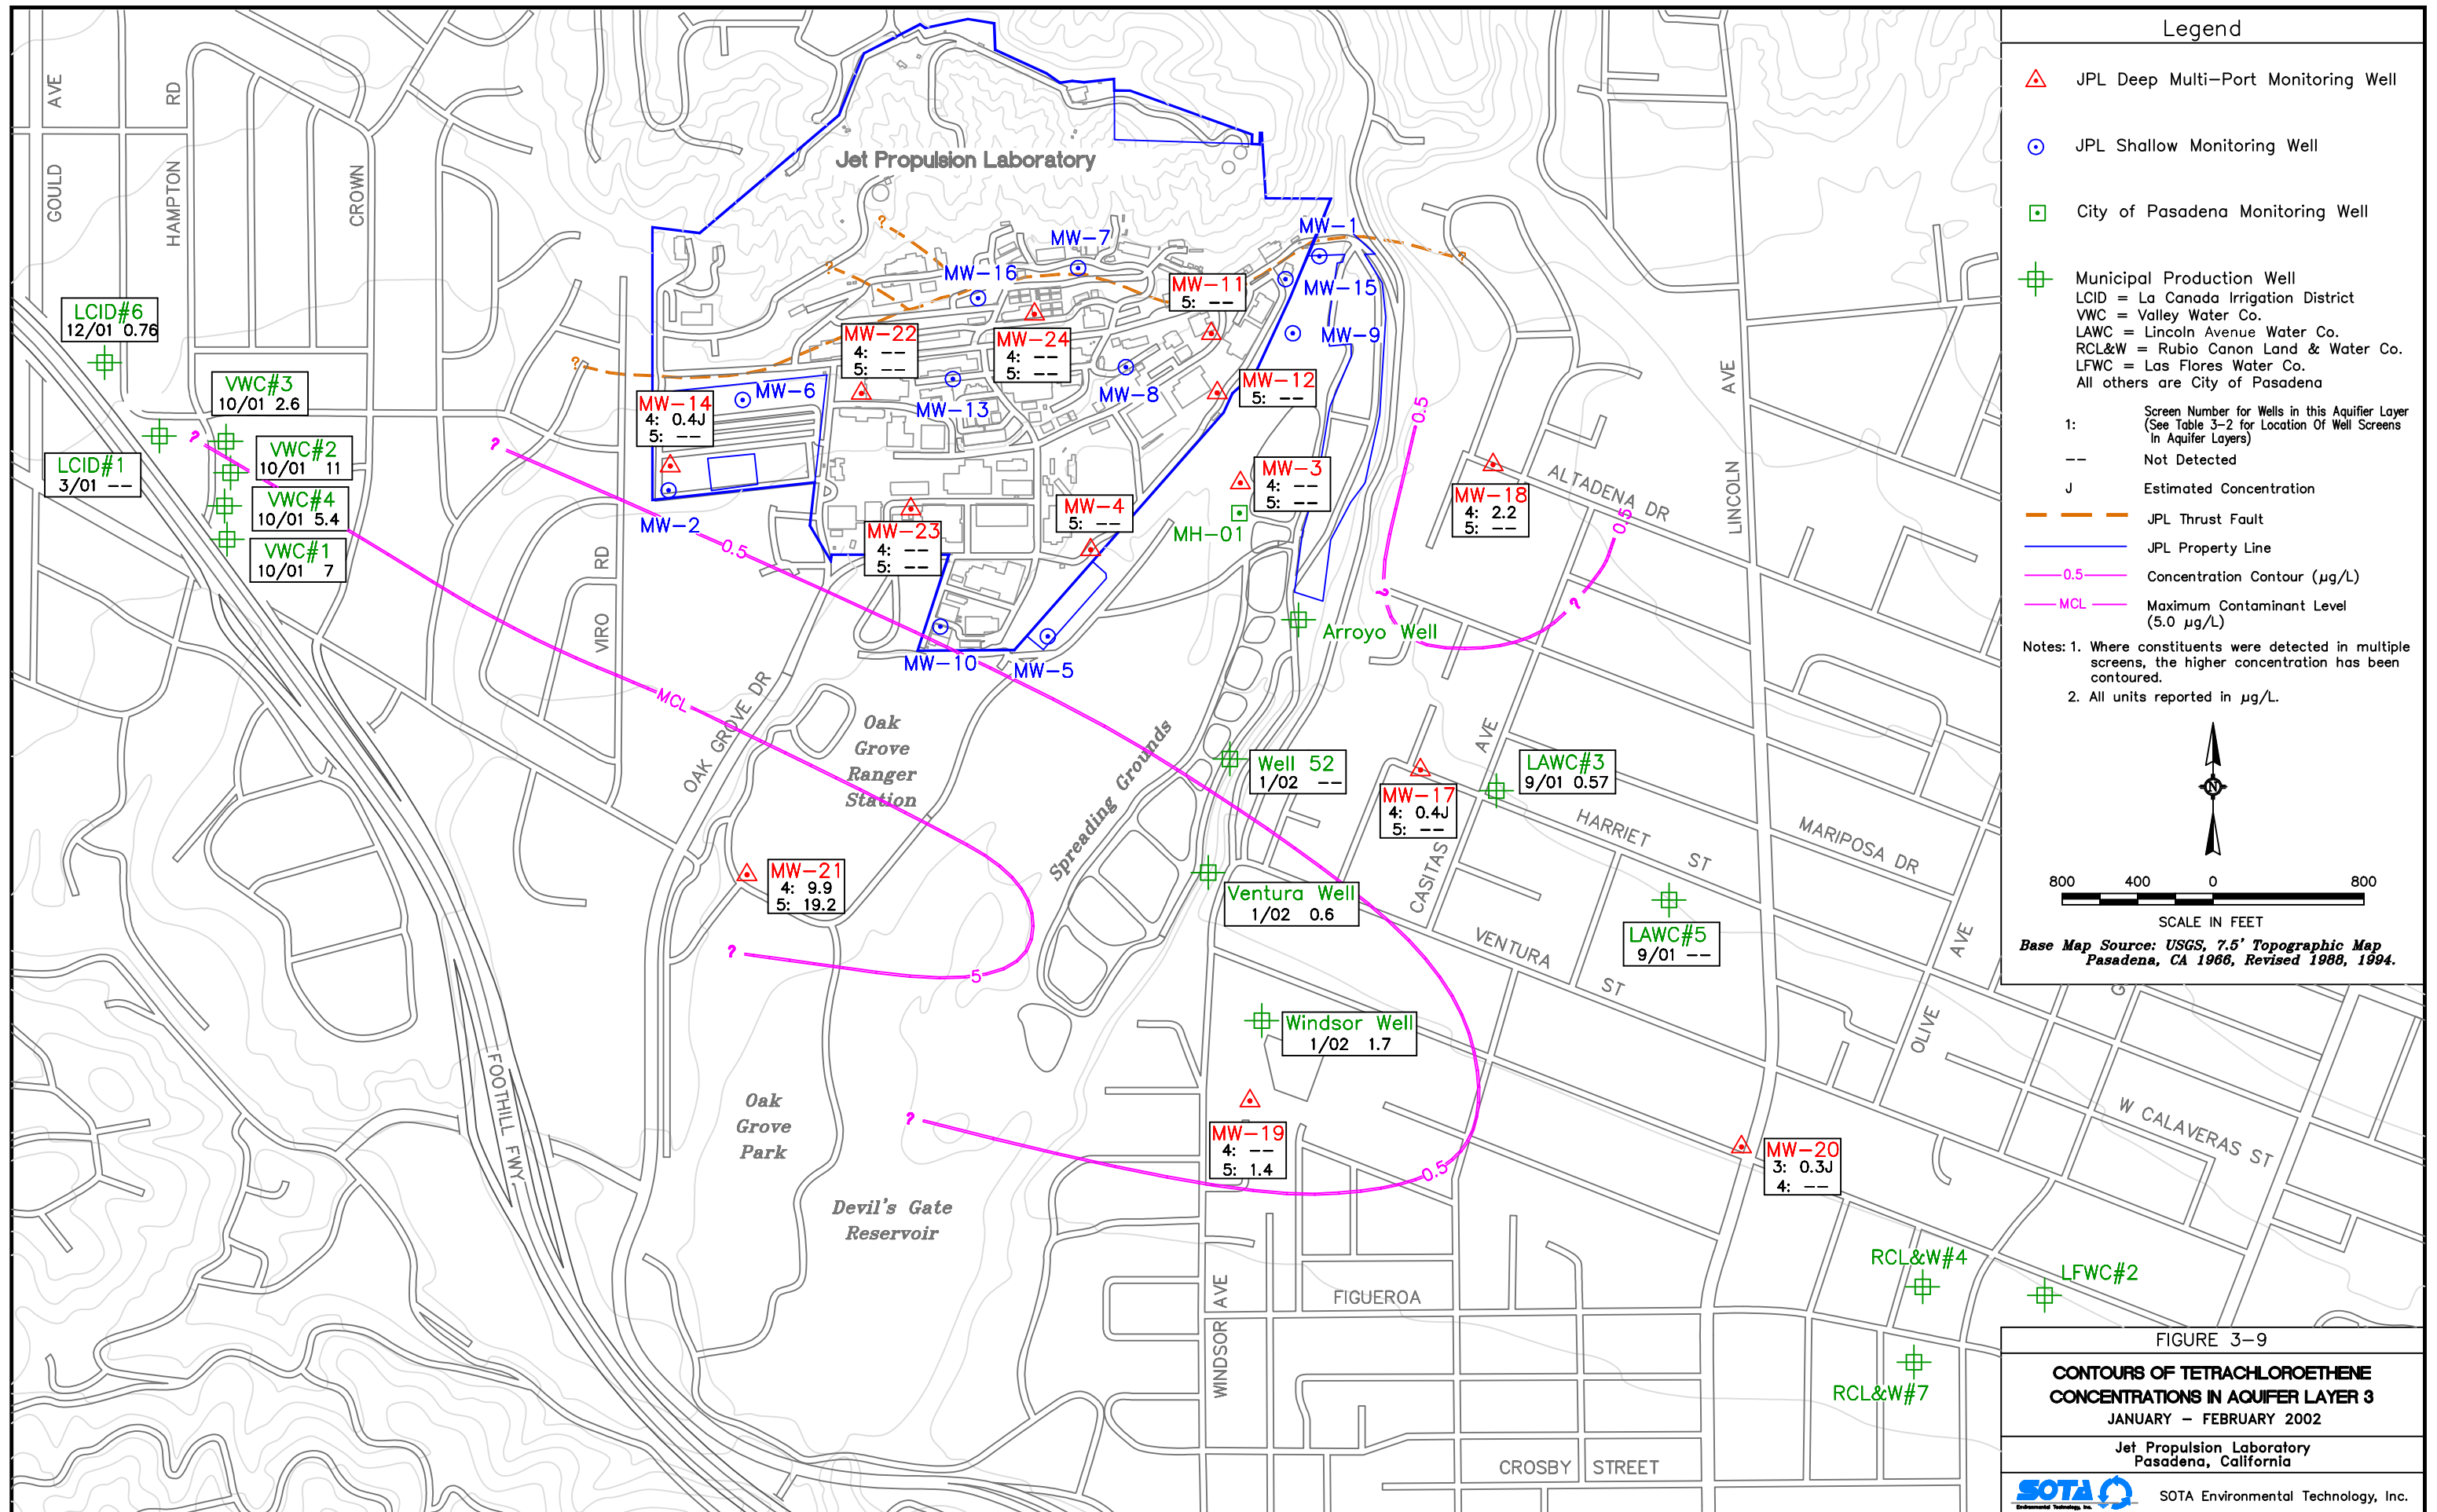 Legend
JPL Deep Multi-Port Monitoring Well
JPL Shallow Monitoring Well
City of Pasadena Monitoring Well
Municipal Production Well
LCID = La Canada Irrigation District
VWC = Valley Water Co.
LAWC = Lincoln Avenue Water Co.
RCL&W = Rubio Canon Land & Water Co.
LFWC = Las Flores Water Co.
All others are City of Pasadena
1:
Screen Number for Wells in this Aquifier Layer
(See Table 3-2 for Location Of Well Screens
In Aquifer Layers)
-- Not Detected
J Estimated Concentration
JPL Thrust Fault
JPL Property Line
0.5 Concentration Contour (µg/L)
MCL Maximum Contaminant Level
(5.0 µg/L)
Notes: 1. Where constituents were detected in multiple
screens, the higher concentration has been
contoured.
2. All units reported in µg/L.
N
800 400 0 800
SCALE IN FEET
Base Map Source: USGS, 7.5' Topographic Map
Pasadena, CA 1966, Revised 1988, 1994.
FIGURE 3-9
CONTOURS OF TETRACHLOROETHENE
CONCENTRATIONS IN AQUIFER LAYER 3
JANUARY - FEBRUARY 2002
Jet Propulsion Laboratory
Pasadena, California
SOTA
Environmental Technology, Inc.
SOTA Environmental Technology, Inc.
GOULD AVE
HAMPTON RD
CROWN
Jet Propulsion Laboratory
LCID#6
12/01 0.76
VWC#3
10/01 2.6
VWC#2
10/01 11
LCID#1
3/01 --
VWC#4
10/01 5.4
VWC#1
10/01 7
?
?
?
?
?
?
MW-1
MW-7
MW-16
MW-11
5: --
MW-15
MW-9
MW-22
4: --
5: --
MW-24
4: --
5: --
MW-8
MW-12
5: --
MW-6
MW-13
MW-14
4: 0.4J
5: --
MW-2
MW-23
4: --
5: --
MW-4
5: --
MW-3
4: --
5: --
MH-01
MW-18
4: 2.2
5: --
0.5
0.5
0.5
?
?
ALTADENA DR
LINCOLN AVE
VIRO RD
MW-10
MW-5
Arroyo Well
MCL
OAK GROVE DR
Oak
Grove
Ranger
Station
Spreading Grounds
Well 52
1/02 --
MW-17
4: 0.4J
5: --
LAWC#3
9/01 0.57
CASITAS AVE
HARRIET ST
MARIPOSA DR
MW-21
4: 9.9
5: 19.2
?
5
Ventura Well
1/02 0.6
LAWC#5
9/01 --
VENTURA ST
OLIVE AVE
G
Windsor Well
1/02 1.7
FOOTHILL FWY
Oak
Grove
Park
?
MW-19
4: --
5: 1.4
0.5
MW-20
3: 0.3J
4: --
W CALAVERAS ST
Devil's Gate
Reservoir
WINDSOR AVE
FIGUEROA
RCL&W#4
LFWC#2
RCL&W#7
CROSBY STREET